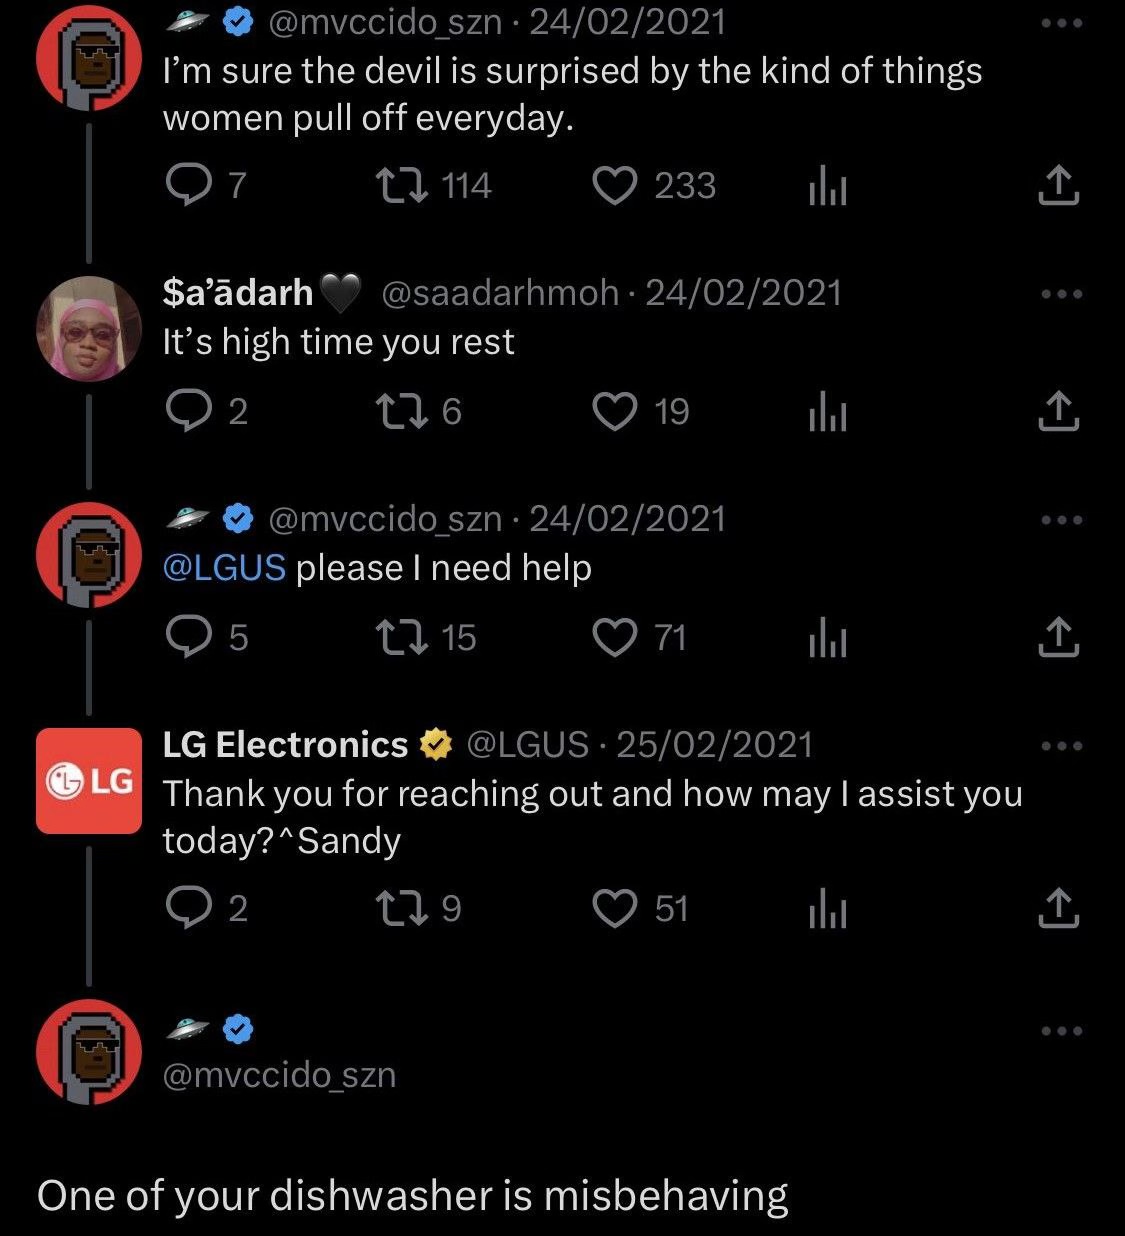 @mvccido_szn · 24/02/2021
I’m sure the devil is surprised by the kind of things
women pull off everyday.
7 114 233
$a’ādarh🖤 @saadarhmoh · 24/02/2021
It’s high time you rest
2 6 19
@mvccido_szn · 24/02/2021
@LGUS please I need help
5 15 71
LG
LG Electronics @LGUS · 25/02/2021
Thank you for reaching out and how may I assist you
today?^Sandy
2 9 51
@mvccido_szn
One of your dishwasher is misbehaving